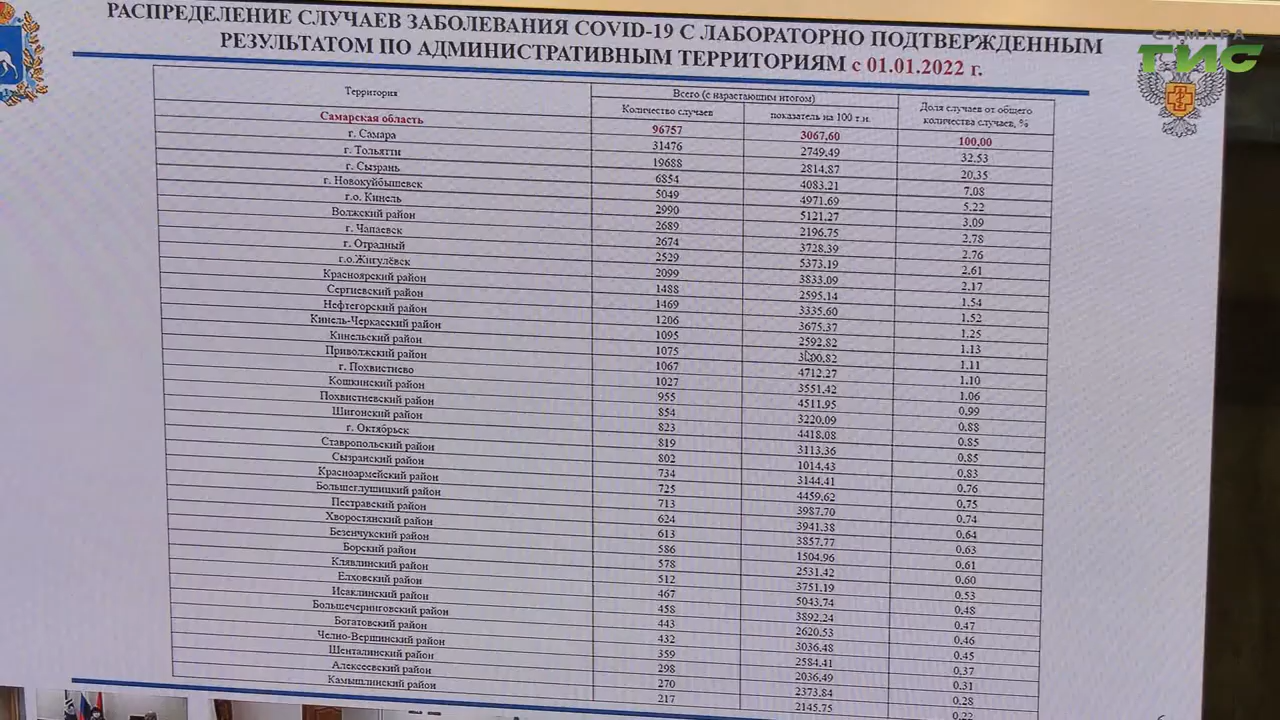 РАСПРЕДЕЛЕНИЕ СЛУЧАЕВ ЗАБОЛЕВАНИЯ COVID-19 С ЛАБОРАТОРНО ПОДТВЕРЖДЕННЫМ
РЕЗУЛЬТАТОМ ПО АДМИНИСТРАТИВНЫМ ТЕРРИТОРИЯМ с 01.01.2022 г.
САМАРА
ТИС
Территория Всего (с нарастающим итогом) Доля случаев от общего
Количество случаев показатель на 100 т.н. количества случаев, %
Самарская область 96757 3067.60 100.00
г. Самара 31476 2749.49 32.53
г. Тольятти 19688 2814.87 20.35
г. Сызрань 6854 4083.21 7.08
г. Новокуйбышевск 5049 4971.69 5.22
г.о. Кинель 2990 5121.27 3.09
Волжский район 2689 2196.75 2.78
г. Чапаевск 2674 3728.39 2.76
г. Отрадный 2529 5373.19 2.61
г.о.Жигулёвск 2099 3833.09 2.17
Красноярский район 1488 2595.14 1.54
Сергиевский район 1469 3335.60 1.52
Нефтегорский район 1206 3675.37 1.25
Кинель-Черкасский район 1095 2592.82 1.13
Кинельский район 1075 1.11
Приволжский район 1067 4712.27 1.10
г. Похвистнево 1027 3551.42 1.06
Кошкинский район 955 4511.95 0.99
Похвистневский район 854 3220.09 0.88
Шигонский район 823 4418.08 0.85
г. Октябрьск 819 3113.36 0.85
Ставропольский район 802 1014.43 0.83
Сызранский район 734 3144.41 0.76
Красноармейский район 725 4459.62 0.75
Большеглушицкий район 713 3987.70 0.74
Пестравский район 624 3941.38 0.64
Хворостянский район 613 3857.77 0.63
Безенчукский район 586 1504.96 0.61
Борский район 578 2531.42 0.60
Клявлинский район 512 3751.19 0.53
Елховский район 467 5043.74 0.48
Исаклинский район 458 3892.24 0.47
Большечерниговский район 443 2620.53 0.46
Богатовский район 432 3036.48 0.45
Челно-Вершинский район 359 2584.41 0.37
Шенталинский район 298 2036.49 0.31
Алексеевский район 270 2373.84 0.28
Камышлинский район 217 2145.75 0.22